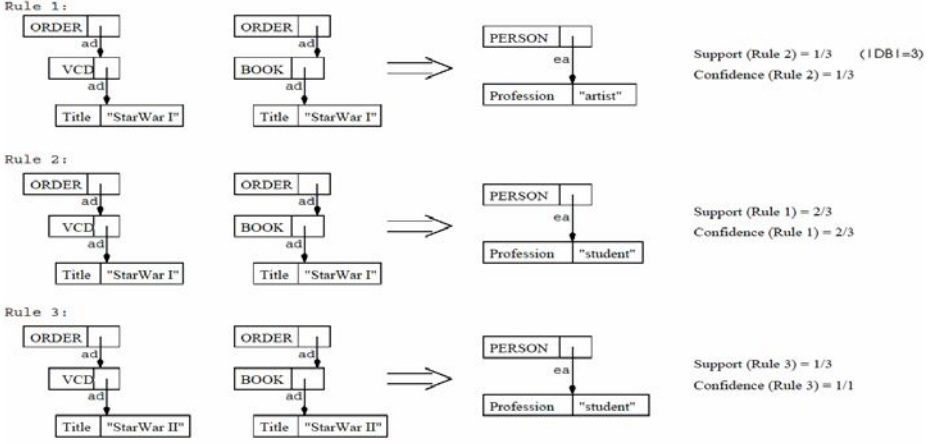 Rule 1:
ORDER ORDER
ad ad PERSON
VCD BOOK ea Support (Rule 2) = 1/3 (|DB|=3)
ad ad Confidence (Rule 2) = 1/3
Profession "artist"
Title "StarWar I" Title "StarWar I"
Rule 2:
ORDER ORDER
ad ad PERSON
VCD BOOK ea Support (Rule 1) = 2/3
ad ad Confidence (Rule 1) = 2/3
Profession "student"
Title "StarWar I" Title "StarWar I"
Rule 3:
ORDER ORDER
ad ad PERSON
VCD BOOK ea Support (Rule 3) = 1/3
ad ad Confidence (Rule 3) = 1/1
Profession "student"
Title "StarWar II" Title "StarWar II"